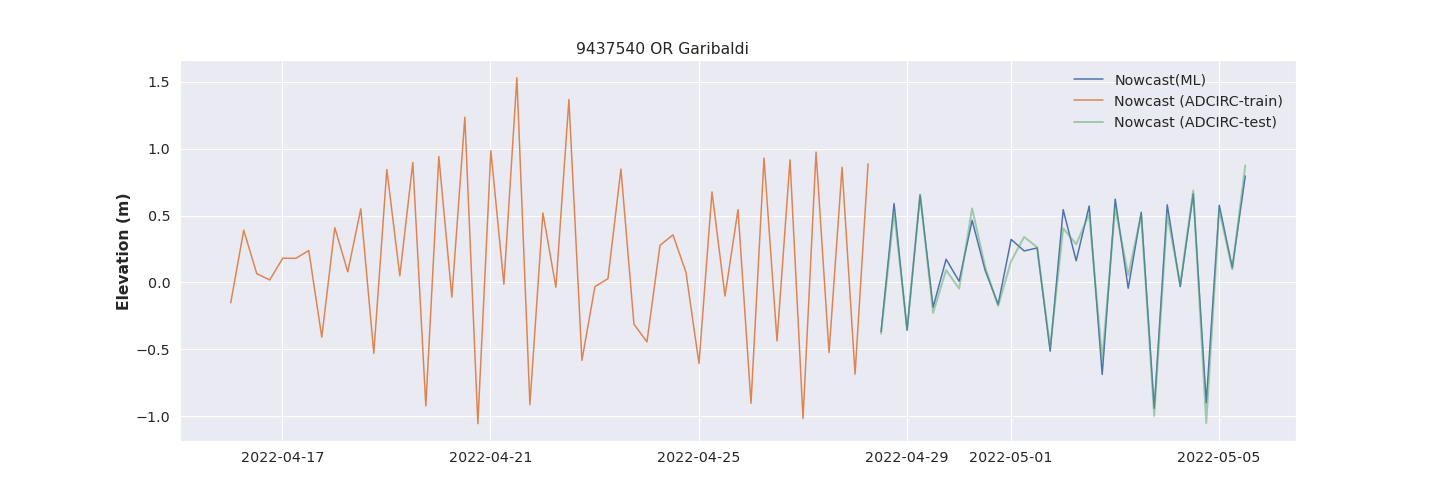 9437540 OR Garibaldi
Nowcast(ML)
Nowcast (ADCIRC-train)
Nowcast (ADCIRC-test)
Elevation (m)
1.5
1.0
0.5
0.0
−0.5
−1.0
2022-04-17 2022-04-21 2022-04-25 2022-04-29 2022-05-01 2022-05-05